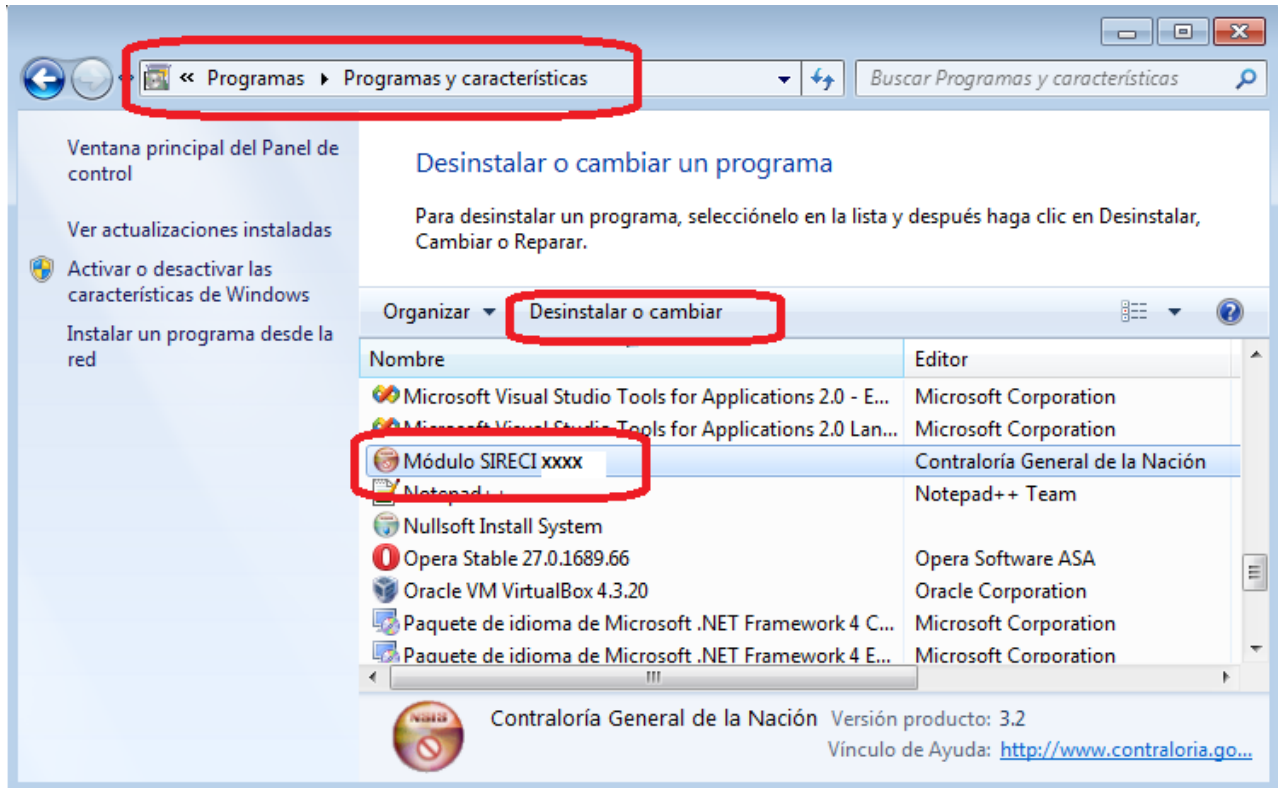 « Programas ▸ Programas y características
Buscar Programas y características
Ventana principal del Panel de
control
Ver actualizaciones instaladas
Activar o desactivar las
características de Windows
Instalar un programa desde la
red
Desinstalar o cambiar un programa
Para desinstalar un programa, selecciónelo en la lista y después haga clic en Desinstalar,
Cambiar o Reparar.
Organizar Desinstalar o cambiar
Nombre Editor
Microsoft Visual Studio Tools for Applications 2.0 - E... Microsoft Corporation
Microsoft Visual Studio Tools for Applications 2.0 Lan... Microsoft Corporation
Módulo SIRECI xxxx Contraloría General de la Nación
Notepad++ Notepad++ Team
Nullsoft Install System
Opera Stable 27.0.1689.66 Opera Software ASA
Oracle VM VirtualBox 4.3.20 Oracle Corporation
Paquete de idioma de Microsoft .NET Framework 4 C... Microsoft Corporation
Paquete de idioma de Microsoft .NET Framework 4 E... Microsoft Corporation
NSIS
Contraloría General de la Nación Versión producto: 3.2
Vínculo de Ayuda: http://www.contraloria.go...